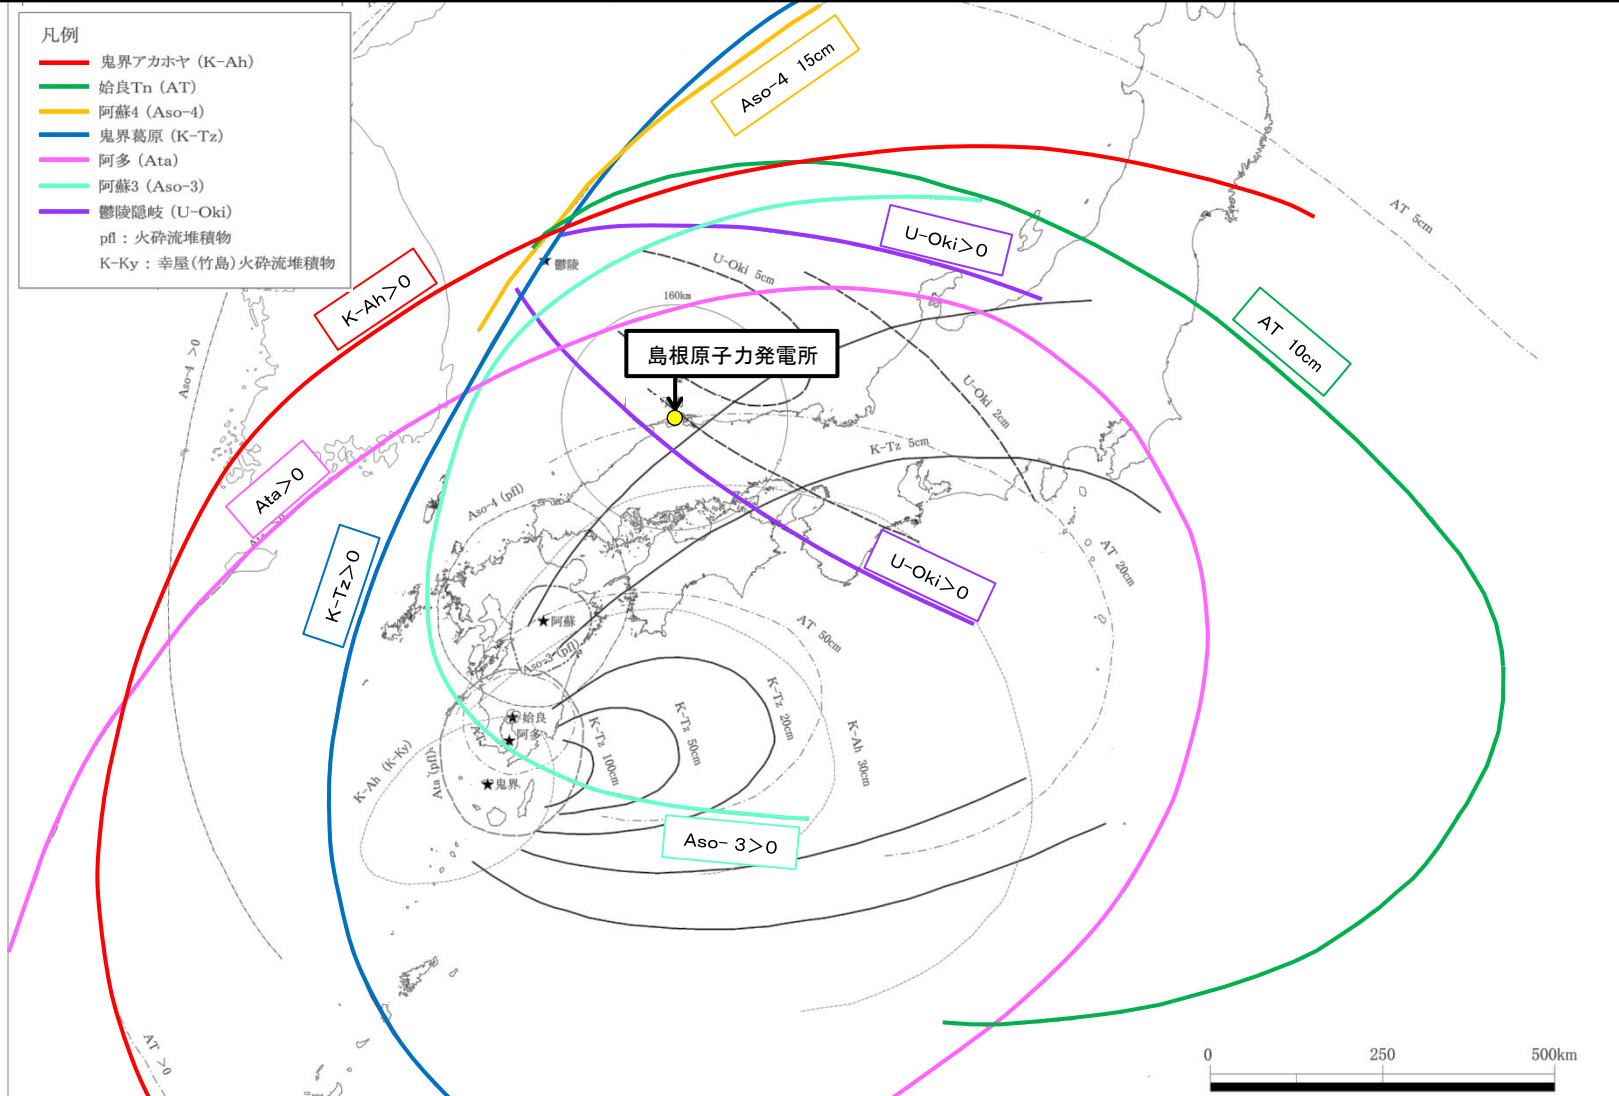 凡例
鬼界アカホヤ (K-Ah)
姶良Tn (AT)
阿蘇4 (Aso-4)
鬼界葛原 (K-Tz)
阿多 (Ata)
阿蘇3 (Aso-3)
鬱陵隠岐 (U-Oki)
pfl : 火砕流堆積物
K-Ky : 幸屋(竹島)火砕流堆積物
Aso-4 15cm
AT 5cm
U-Oki>0
K-Ah>0
鬱陵
U-Oki 5cm
160km
AT 10cm
島根原子力発電所
Aso-4 >0
U-Oki 2cm
K-Tz 5cm
Ata>0
Aso-4 (pfl)
K-Tz>0
AT 20cm
U-Oki>0
阿蘇
AT 50cm
Aso-3 (pfl)
K-Tz 20cm
K-Tz 50cm
K-Tz 100cm
K-Ah 30cm
姶良
阿多
AT
K-Ah (K-Ky)
Ata (pfl)
鬼界
Aso-3>0
AT >0
0 250 500km